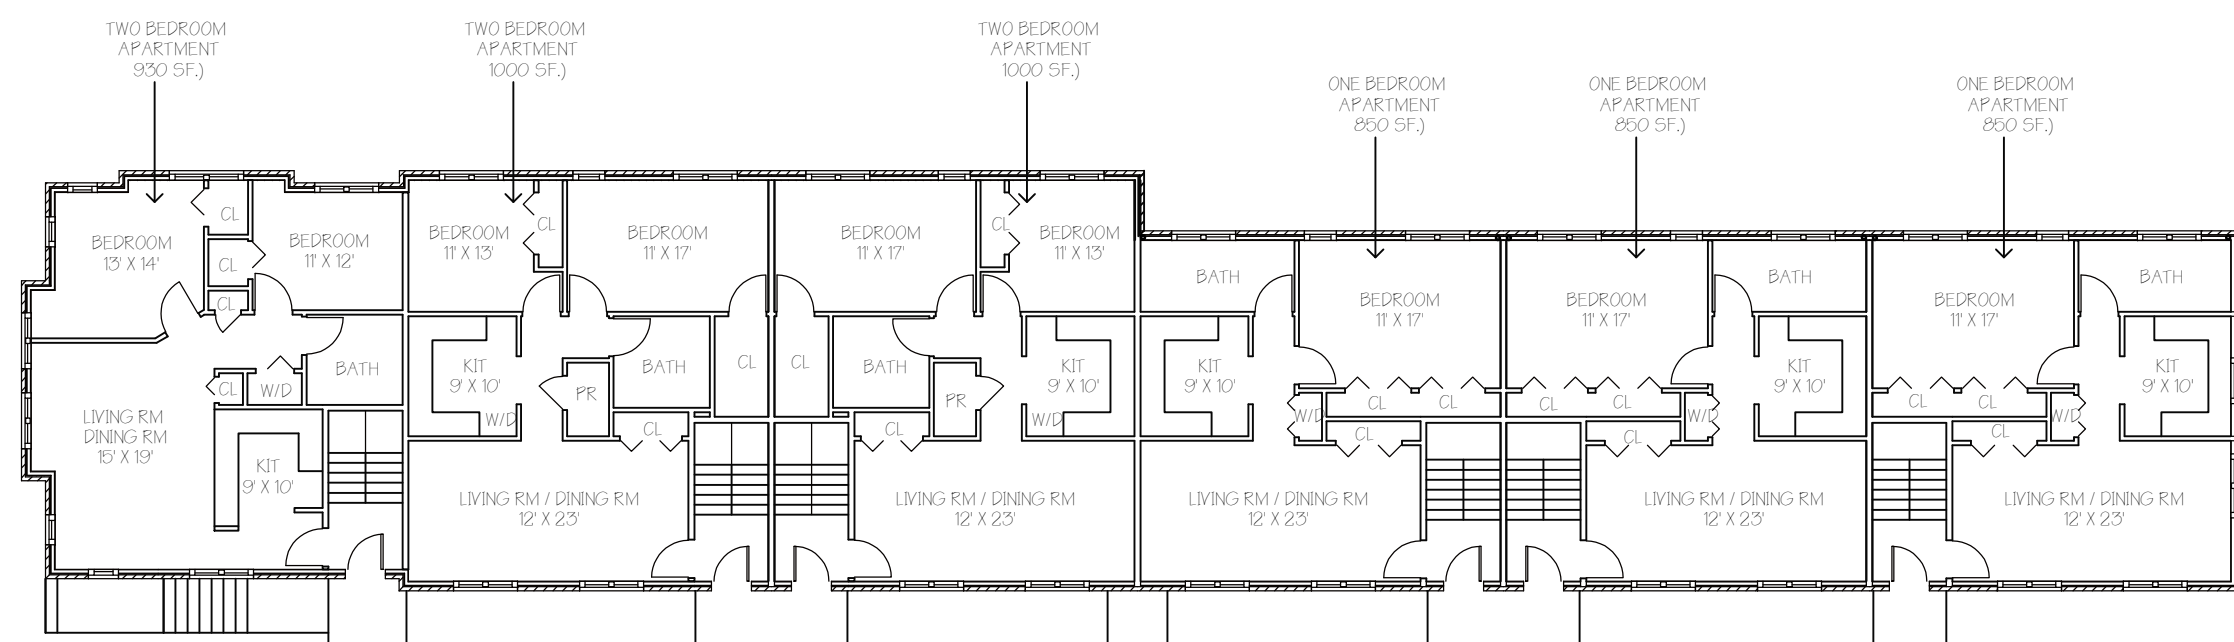 TWO BEDROOM
APARTMENT
930 SF.)
TWO BEDROOM
APARTMENT
1000 SF.)
TWO BEDROOM
APARTMENT
1000 SF.)
ONE BEDROOM
APARTMENT
850 SF.)
ONE BEDROOM
APARTMENT
850 SF.)
ONE BEDROOM
APARTMENT
850 SF.)
BEDROOM
13' X 14'
CL
CL
CL
BEDROOM
11' X 12'
BATH
CL
W/D
LIVING RM
DINING RM
15' X 19'
KIT
9' X 10'
BEDROOM
11' X 13'
CL
BEDROOM
11' X 17'
KIT
9' X 10'
W/D
PR
BATH
CL
CL
LIVING RM / DINING RM
12' X 23'
BEDROOM
11' X 17'
CL
BEDROOM
11' X 13'
CL
BATH
PR
KIT
9' X 10'
W/D
CL
LIVING RM / DINING RM
12' X 23'
BATH
BEDROOM
11' X 17'
KIT
9' X 10'
CL
CL
W/D
CL
LIVING RM / DINING RM
12' X 23'
BEDROOM
11' X 17'
BATH
KIT
9' X 10'
CL
CL
W/D
CL
LIVING RM / DINING RM
12' X 23'
BEDROOM
11' X 17'
BATH
KIT
9' X 10'
CL
CL
W/D
CL
LIVING RM / DINING RM
12' X 23'